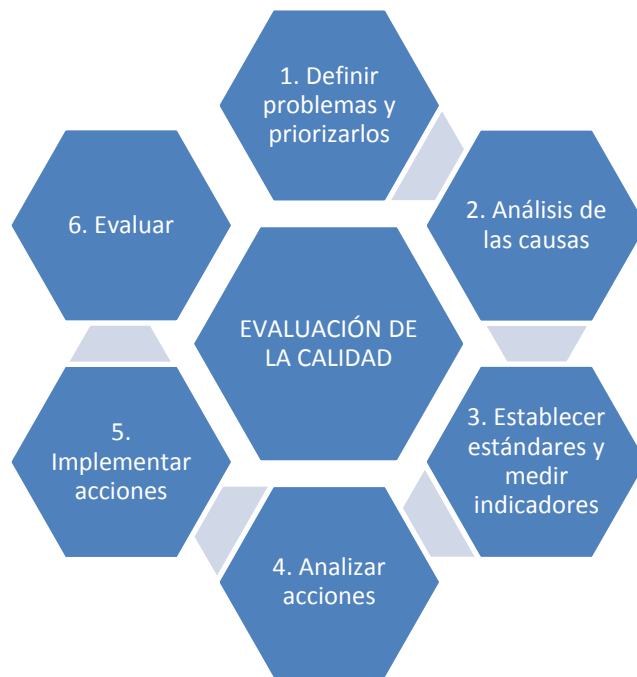 1. Definir
problemas y
priorizarlos
2. Análisis de
las causas
3. Establecer
estándares y
medir
indicadores
4. Analizar
acciones
5.
Implementar
acciones
6. Evaluar
EVALUACIÓN DE
LA CALIDAD